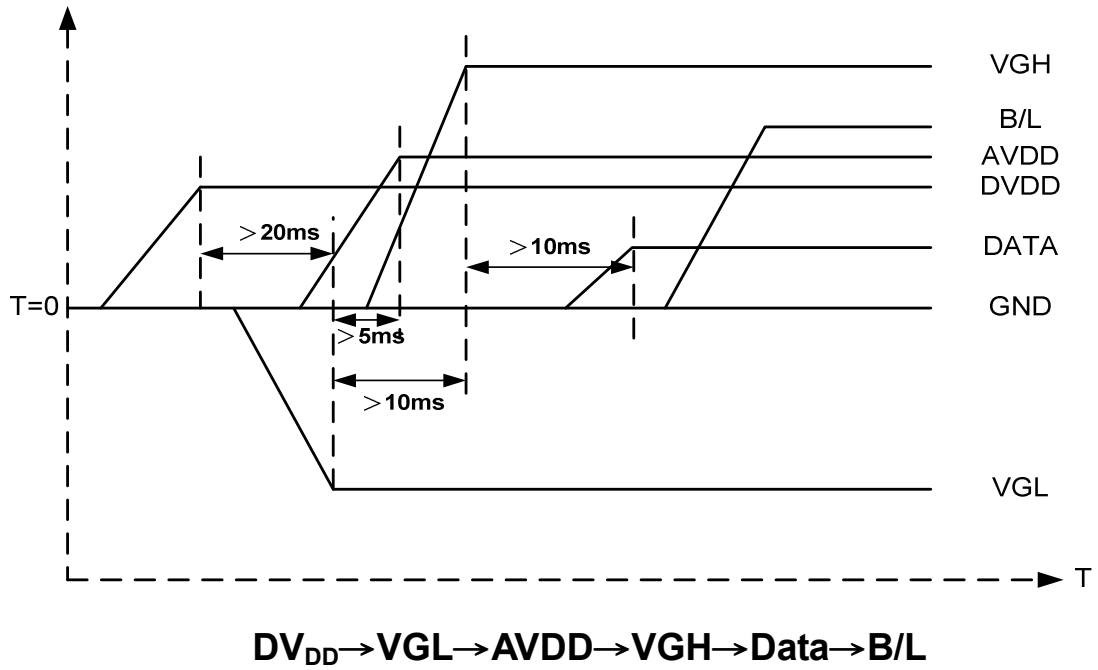 VGH
B/L
AVDD
DVDD
>20ms
>10ms
DATA
T=0
GND
>5ms
>10ms
VGL
T
DVDD→VGL→AVDD→VGH→Data→B/L